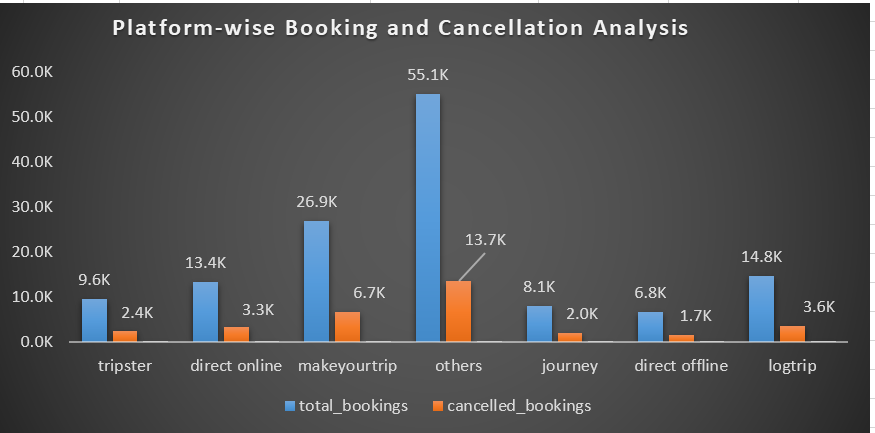 Platform-wise Booking and Cancellation Analysis
60.0K
50.0K
40.0K
30.0K
20.0K
10.0K
0.0K
9.6K
2.4K
13.4K
3.3K
26.9K
6.7K
55.1K
13.7K
8.1K
2.0K
6.8K
1.7K
14.8K
3.6K
tripster direct online makeyourtrip others journey direct offline logtrip
total_bookings cancelled_bookings